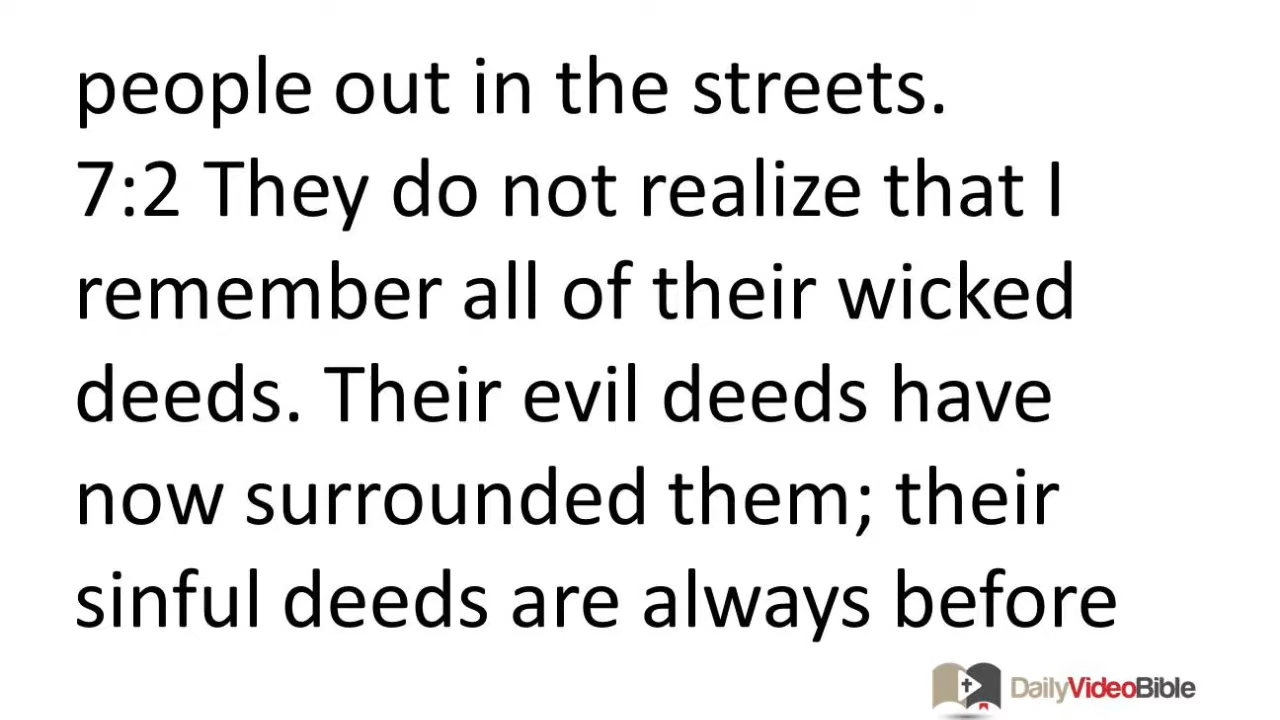 people out in the streets.
7:2 They do not realize that I
remember all of their wicked
deeds. Their evil deeds have
now surrounded them; their
sinful deeds are always before
DailyVideoBible